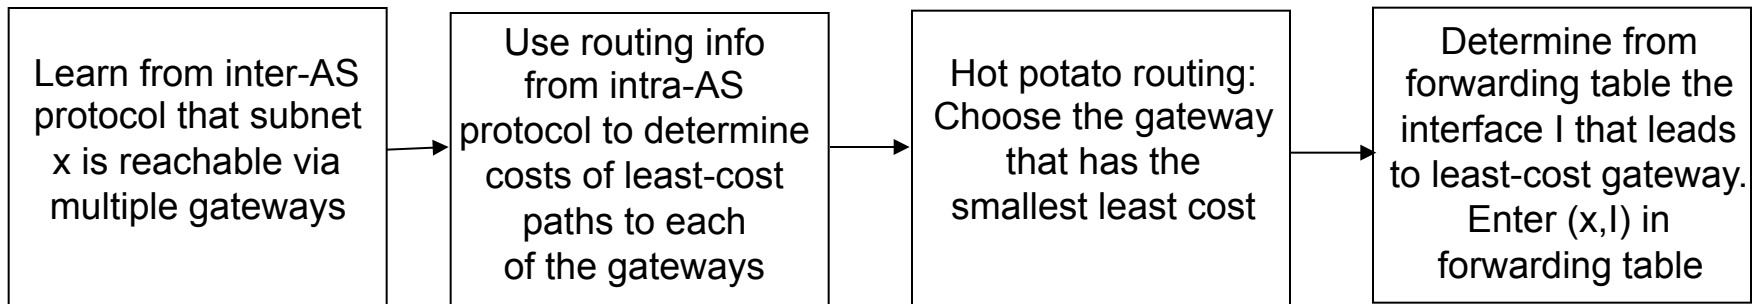 Learn from inter-AS
protocol that subnet
x is reachable via
multiple gateways
Use routing info
from intra-AS
protocol to determine
costs of least-cost
paths to each
of the gateways
Hot potato routing:
Choose the gateway
that has the
smallest least cost
Determine from
forwarding table the
interface I that leads
to least-cost gateway.
Enter (x,I) in
forwarding table